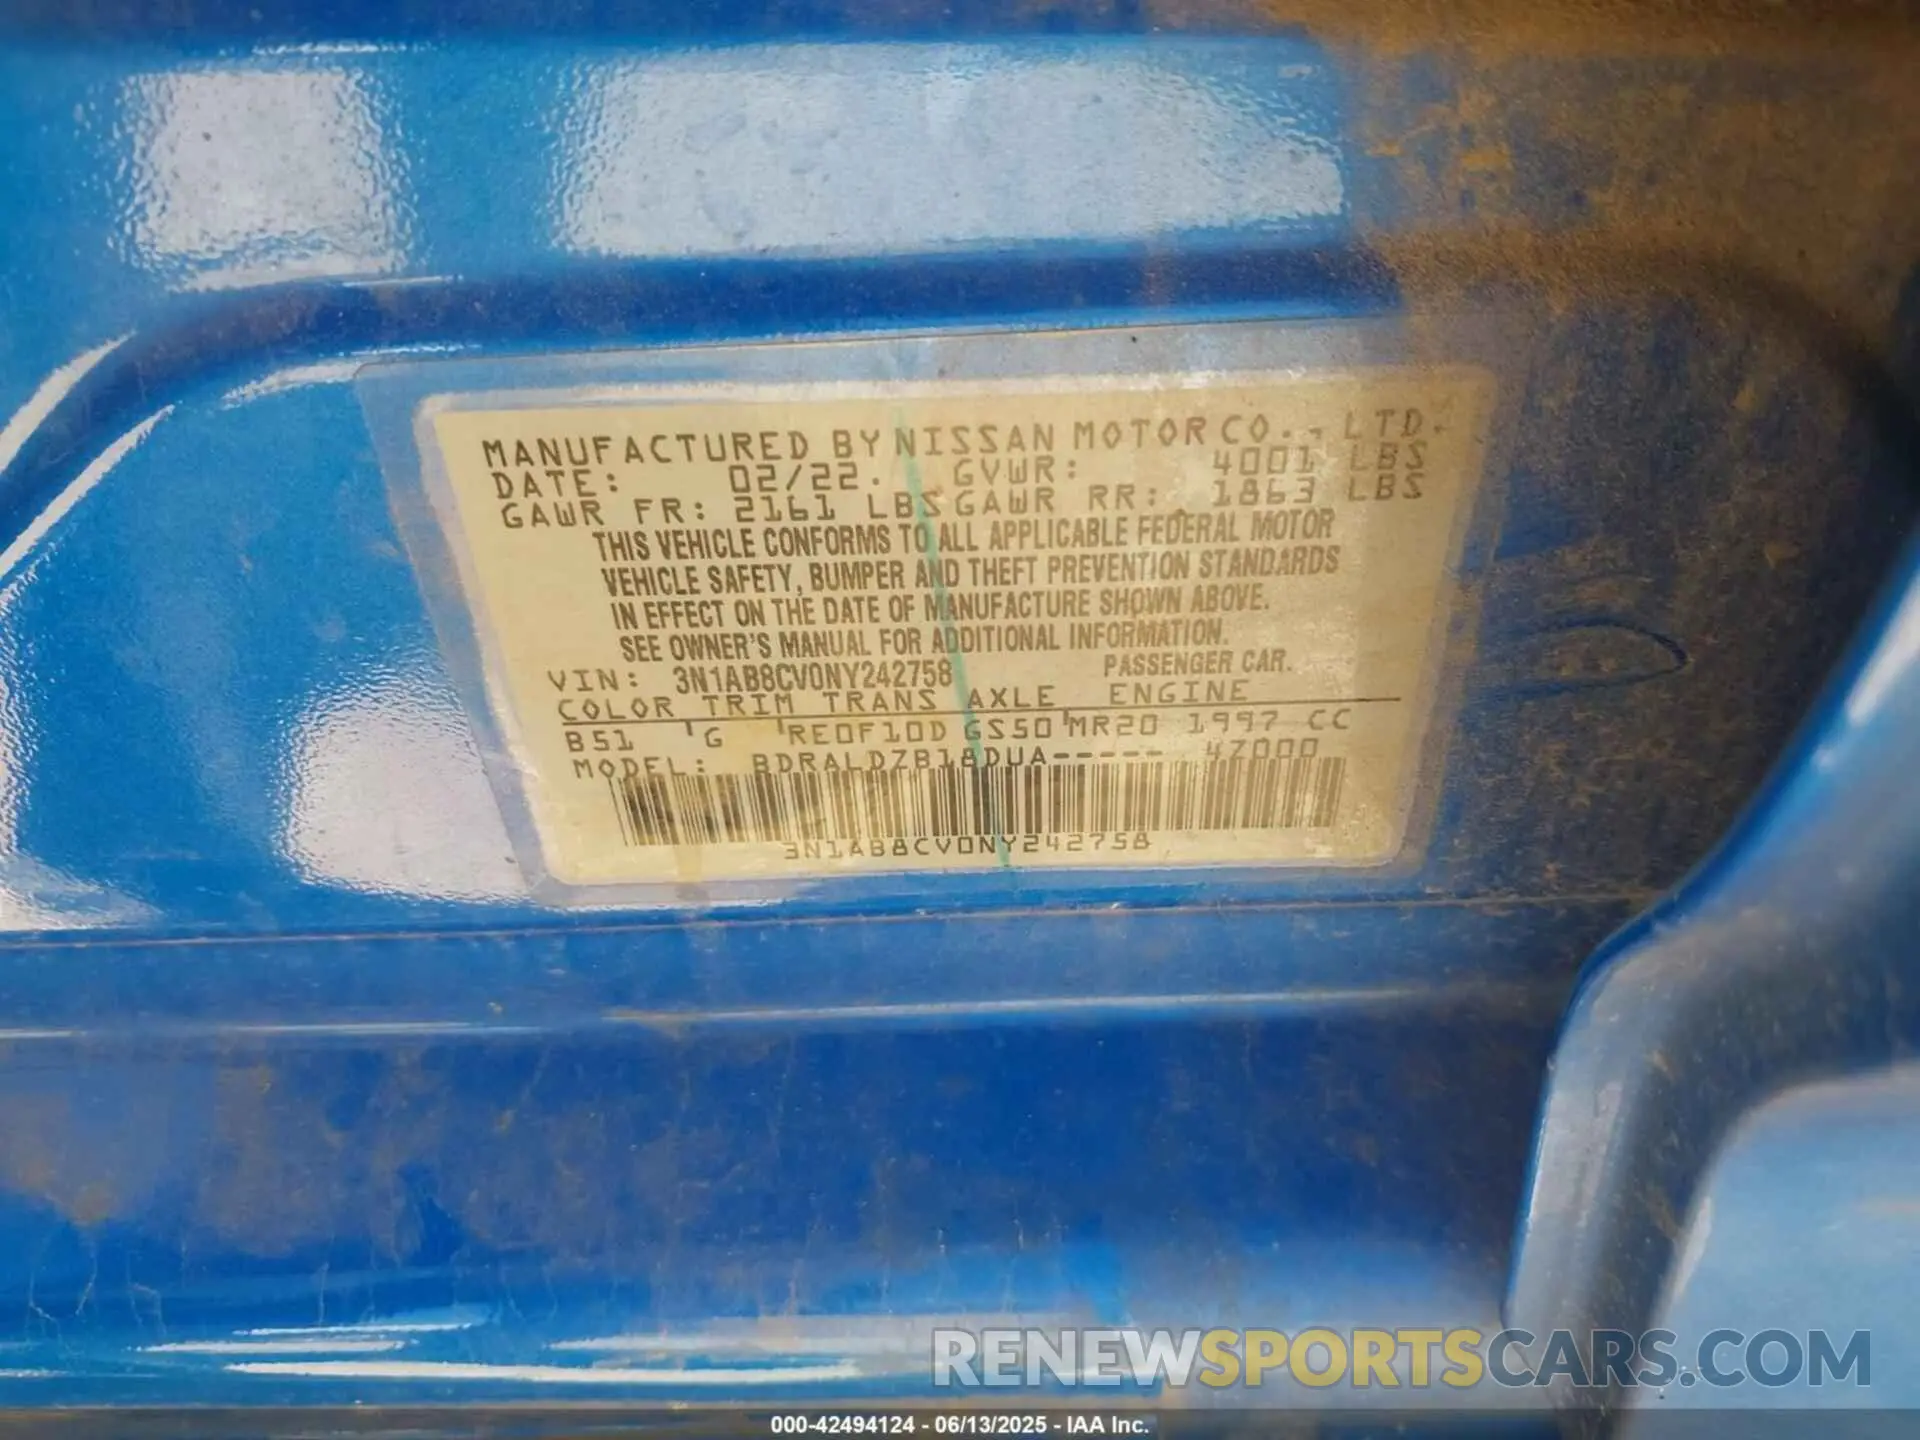 MANUFACTURED BY NISSAN MOTOR CO., LTD.
DATE: 02/22. GVWR: 4001 LBS
GAWR FR: 2161 LBS GAWR RR: 1863 LBS
THIS VEHICLE CONFORMS TO ALL APPLICABLE FEDERAL MOTOR
VEHICLE SAFETY, BUMPER AND THEFT PREVENTION STANDARDS
IN EFFECT ON THE DATE OF MANUFACTURE SHOWN ABOVE.
SEE OWNER'S MANUAL FOR ADDITIONAL INFORMATION.
VIN: 3N1AB8CV0NY242758 PASSENGER CAR.
COLOR TRIM TRANS AXLE ENGINE
B51 'G 'RE0F10D GS50'MR20 1997 CC
MODEL: BDRALDZB18DUA----- 4Z000
3N1AB8CV0NY242758
RENEWSPORTSCARS.COM
000-42494124 - 06/13/2025 - IAA Inc.